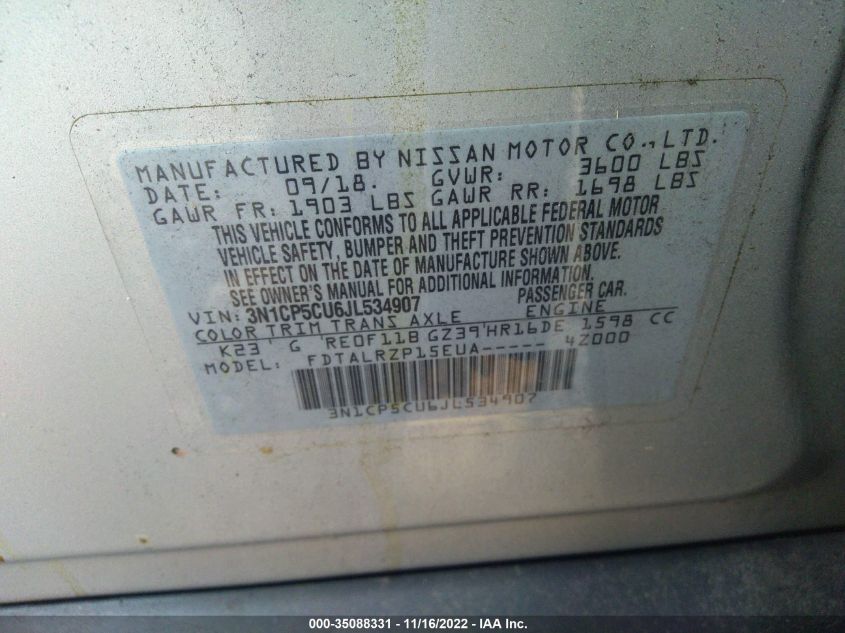 MANUFACTURED BY NISSAN MOTOR CO., LTD.
DATE: 09/18. GVWR: 3600 LBS
GAWR FR: 1903 LBS GAWR RR: 1698 LBS
THIS VEHICLE CONFORMS TO ALL APPLICABLE FEDERAL MOTOR
VEHICLE SAFETY, BUMPER AND THEFT PREVENTION STANDARDS
IN EFFECT ON THE DATE OF MANUFACTURE SHOWN ABOVE.
SEE OWNER'S MANUAL FOR ADDITIONAL INFORMATION.
VIN: 3N1CP5CU6JL534907 PASSENGER CAR.
COLOR TRIM TRANS AXLE ENGINE
K23' G 'RE0F11B GZ39'HR16DE 1598 CC
MODEL: FDTALRZP15EUA----- 4Z000
3N1CP5CU6JL534907
000-35088331 - 11/16/2022 - IAA Inc.